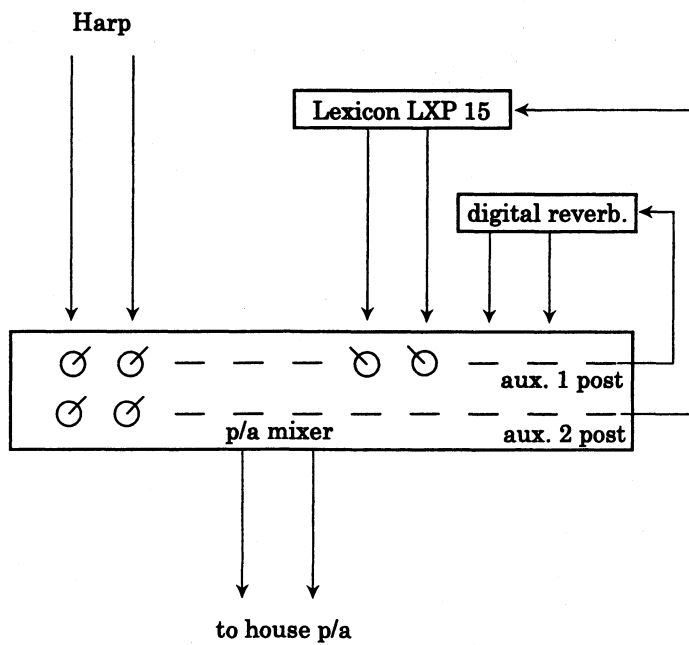 Harp
Lexicon LXP 15
digital reverb.
aux. 1 post
p/a mixer
aux. 2 post
to house p/a